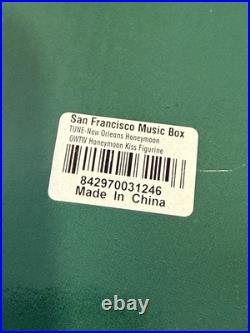 San Francisco Music Box
TUNE-New Orleans Honeymoon
GWTW Honeymoon Kiss Figurine
842970031246
Made In China